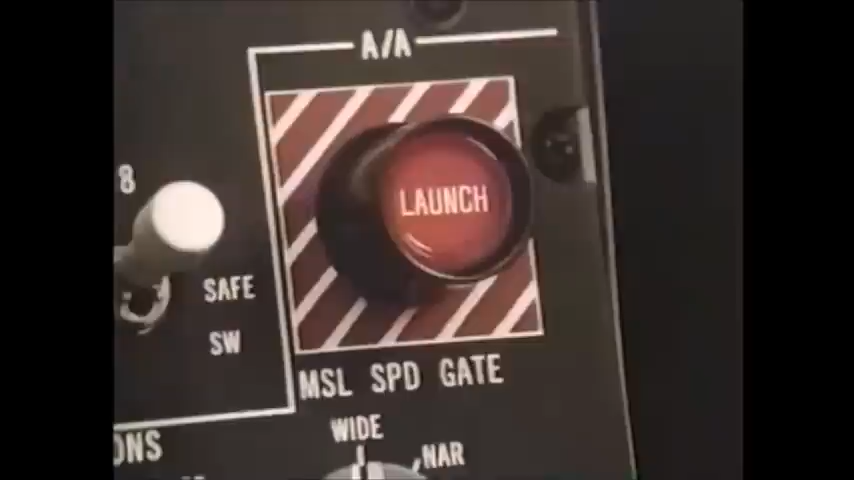 A/A
LAUNCH
8
SAFE
SW
MSL SPD GATE
WIDE
NAR
ONS